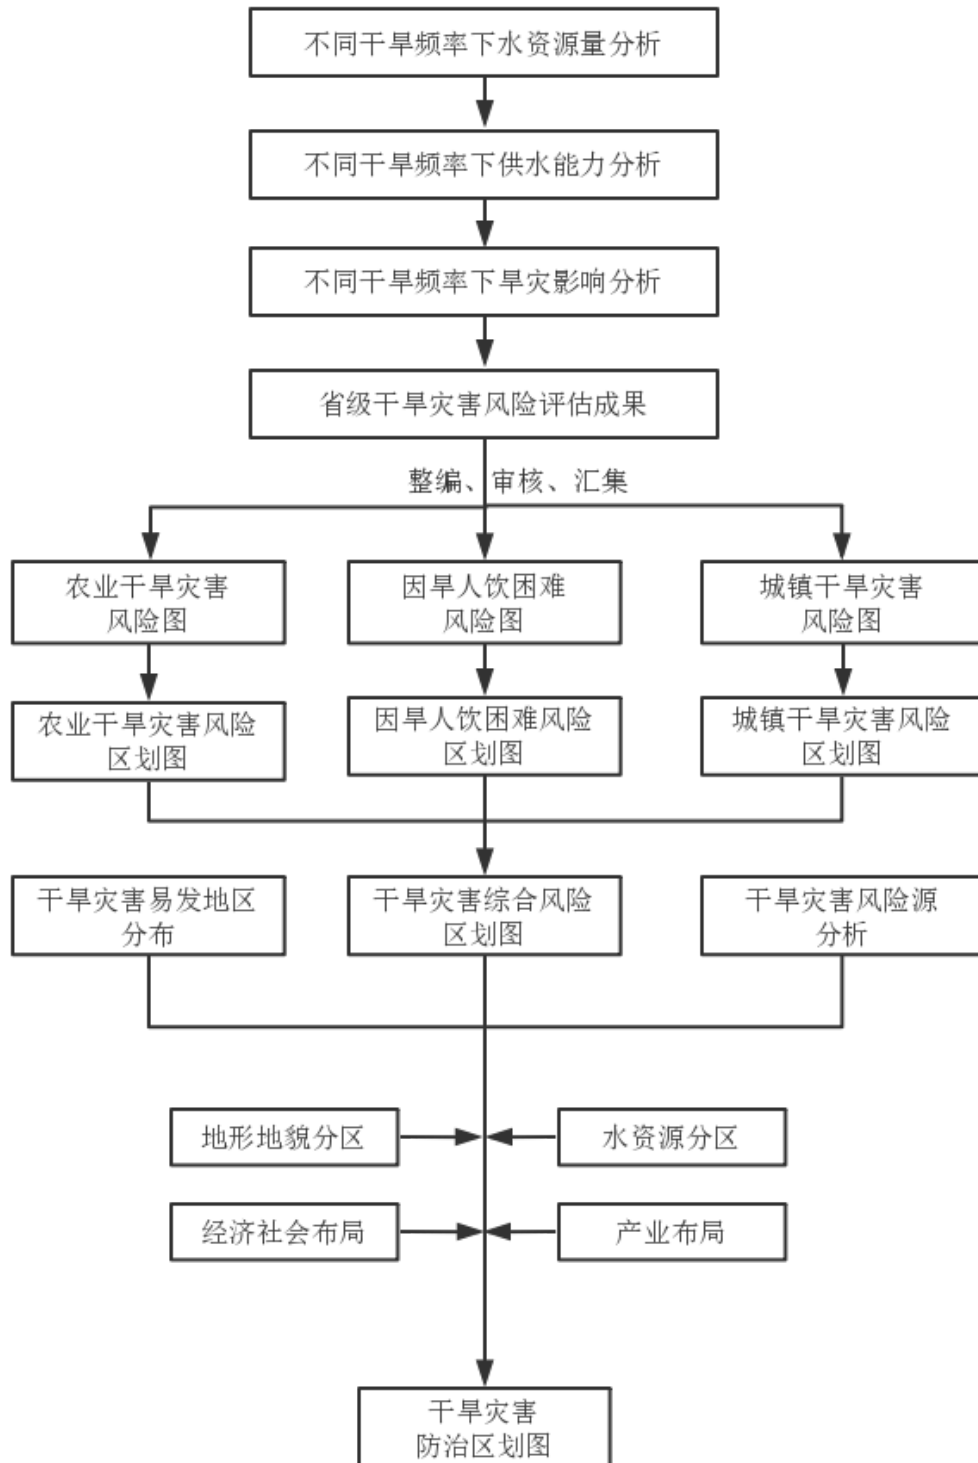 不同干旱频率下水资源量分析
不同干旱频率下供水能力分析
不同干旱频率下旱灾影响分析
省级干旱灾害风险评估成果
整编、审核、汇集
农业干旱灾害
风险图
因旱人饮困难
风险图
城镇干旱灾害
风险图
农业干旱灾害风险
区划图
因旱人饮困难风险
区划图
城镇干旱灾害风险
区划图
干旱灾害易发地区
分布
干旱灾害综合风险
区划图
干旱灾害风险源
分析
地形地貌分区
水资源分区
经济社会布局
产业布局
干旱灾害
防治区划图